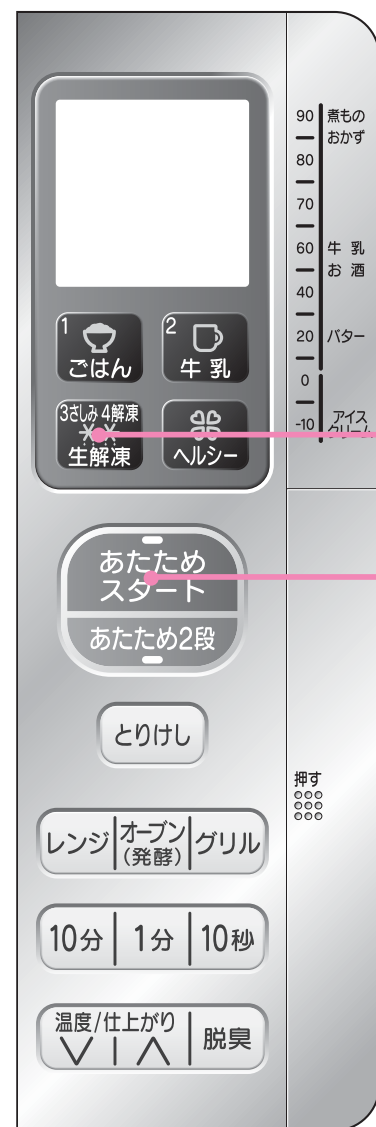 90 煮もの
おかず
80
70
60 牛乳
お酒
40
20 バター
0
-10 アイス
クリーム
1 ごはん
2 牛乳
3さしみ 4解凍
生解凍
ヘルシー
あたため
スタート
あたため2段
とりけし
押す
レンジ オーブン(発酵) グリル
10分 1分 10秒
温度/仕上がり
脱臭